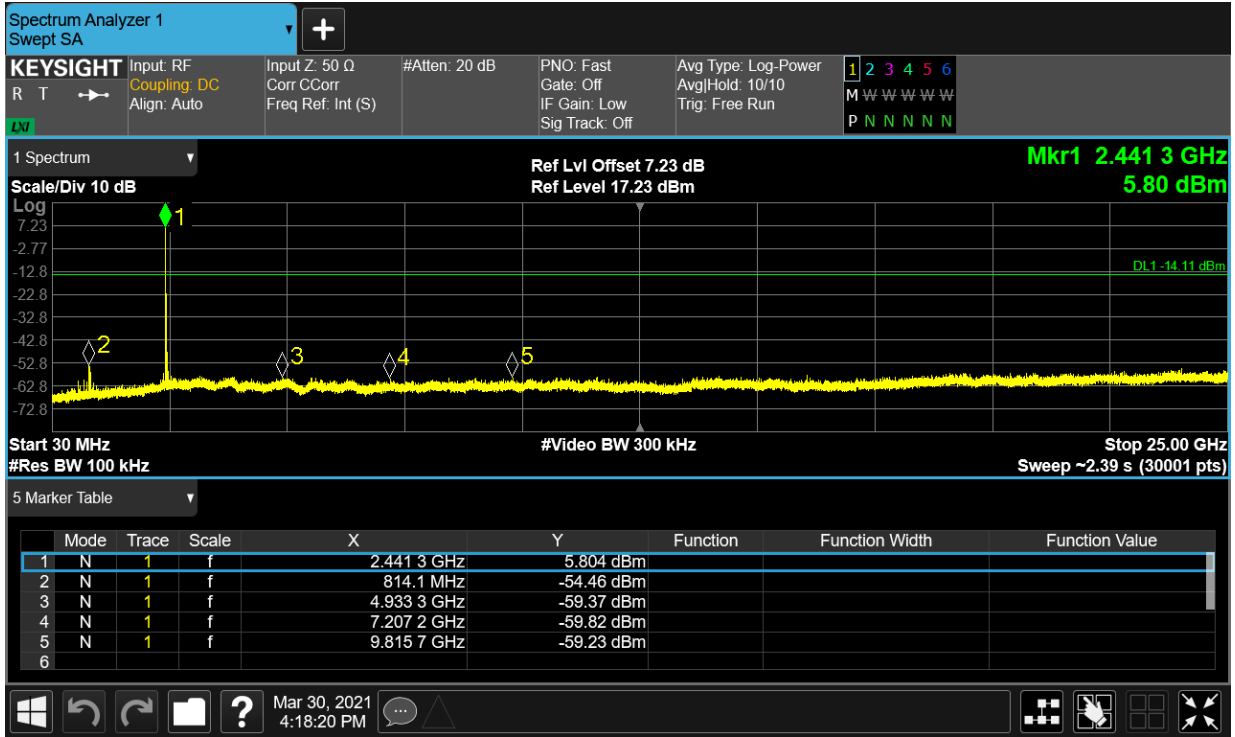 Spectrum Analyzer 1
Swept SA
KEYSIGHT
R T
LXI
Input: RF
Coupling: DC
Align: Auto
Input Z: 50 Ω
Corr CCorr
Freq Ref: Int (S)
#Atten: 20 dB
PNO: Fast
Gate: Off
IF Gain: Low
Sig Track: Off
Avg Type: Log-Power
Avg|Hold: 10/10
Trig: Free Run
1 2 3 4 5 6
M W W W W W
P N N N N N
1 Spectrum
Scale/Div 10 dB
Ref Lvl Offset 7.23 dB
Ref Level 17.23 dBm
Mkr1 2.441 3 GHz
5.80 dBm
Log
7.23
-2.77
-12.8
-22.8
-32.8
-42.8
-52.8
-62.8
-72.8
1
2
3
4
5
DL1 -14.11 dBm
Start 30 MHz
#Video BW 300 kHz
Stop 25.00 GHz
#Res BW 100 kHz
Sweep ~2.39 s (30001 pts)
5 Marker Table
Mode Trace Scale X Y Function Function Width Function Value
1 N 1 f 2.441 3 GHz 5.804 dBm
2 N 1 f 814.1 MHz -54.46 dBm
3 N 1 f 4.933 3 GHz -59.37 dBm
4 N 1 f 7.207 2 GHz -59.82 dBm
5 N 1 f 9.815 7 GHz -59.23 dBm
6
?
Mar 30, 2021
4:18:20 PM